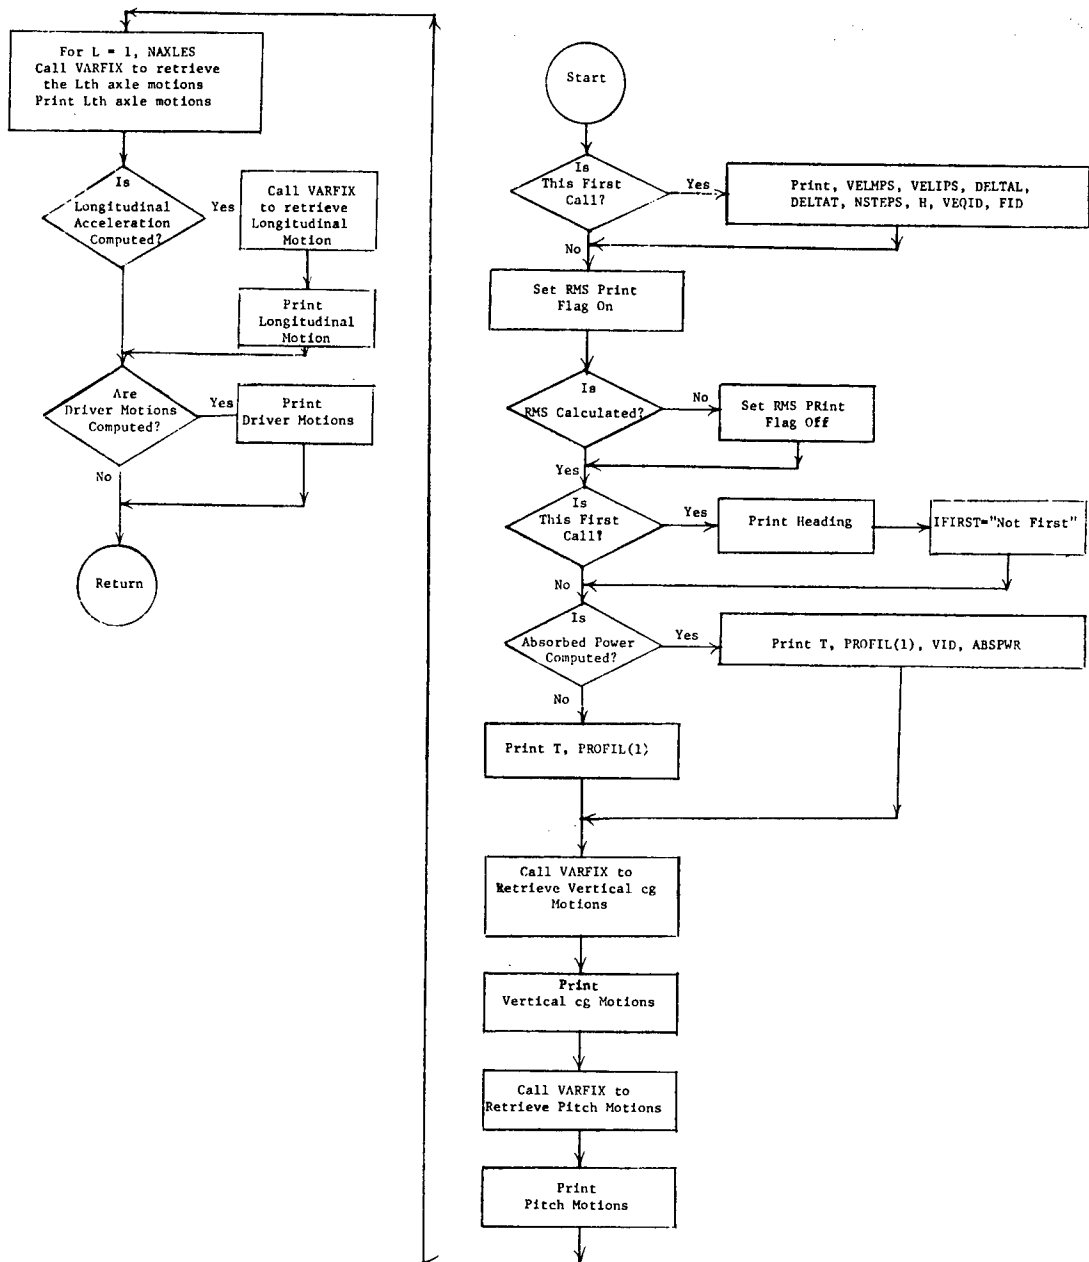 For L = 1, NAXLES
Call VARFIX to retrieve
the Lth axle motions
Print Lth axle motions
Is
Longitudinal
Acceleration
Computed?
Yes
Call VARFIX
to retrieve
Longitudinal
Motion
Print
Longitudinal
Motion
Are
Driver Motions
Computed?
Yes
Print
Driver Motions
No
Return
Start
Is
This First
Call?
Yes
Print, VELMPS, VELIPS, DELTAL,
DELTAT, NSTEPS, H, VEQID, FID
No
Set RMS Print
Flag On
Is
RMS Calculated?
No
Set RMS PRint
Flag Off
Yes
Is
This First
Call?
Yes
Print Heading
IFIRST="Not First"
No
Is
Absorbed Power
Computed?
Yes
Print T, PROFIL(1), VID, ABSPWR
No
Print T, PROFIL(1)
Call VARFIX to
Retrieve Vertical cg
Motions
Print
Vertical cg Motions
Call VARFIX to
Retrieve Pitch Motions
Print
Pitch Motions